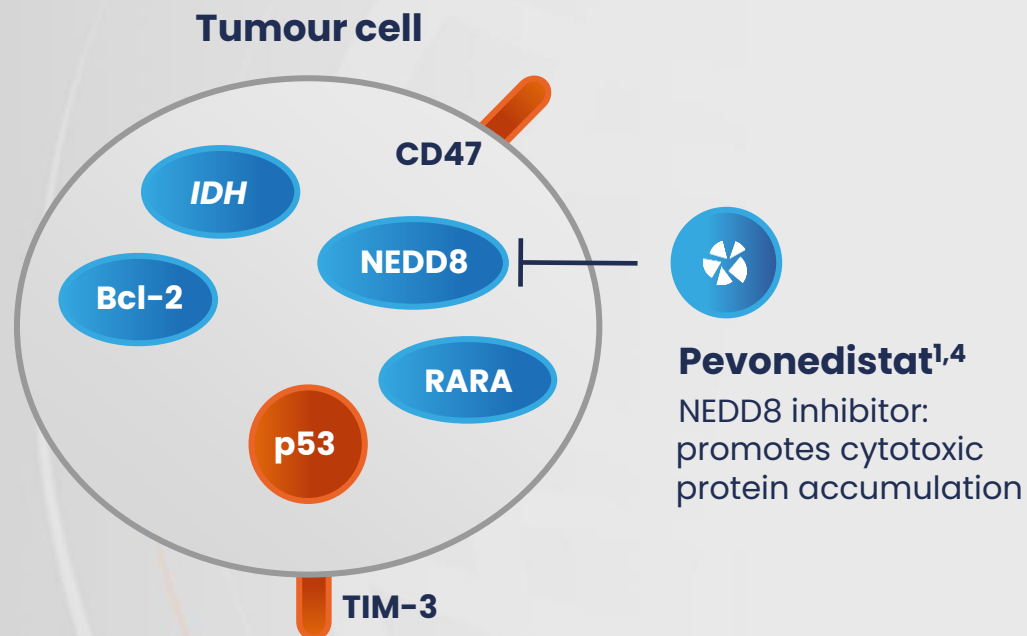 Tumour cell
CD47
IDH
NEDD8
Bcl-2
RARA
p53
TIM-3
Pevonedistat1,4
NEDD8 inhibitor:
promotes cytotoxic
protein accumulation